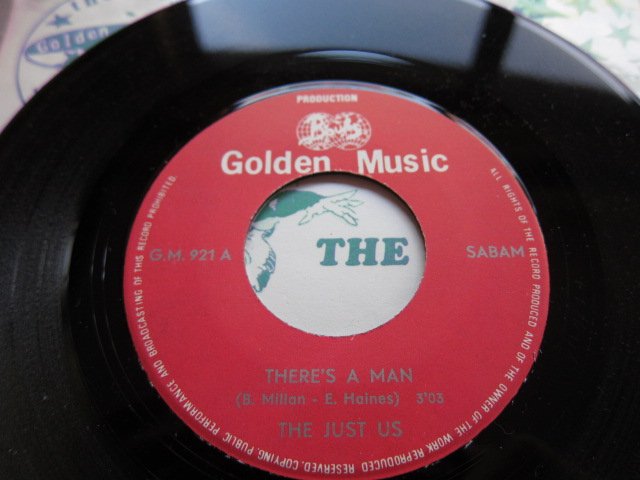 Golden
PRODUCTION
Golden Music
G.M. 921 A
THE
SABAM
THERE'S A MAN
(B. Millan - E. Haines) 3'03
THE JUST US
ALL RIGHTS OF THE RECORD PRODUCED AND OF THE OWNER OF THE WORK REPRODUCED RESERVED. COPYING PUBLIC PERFORMANCE AND BROADCASTING OF THIS RECORD PROHIBITED.